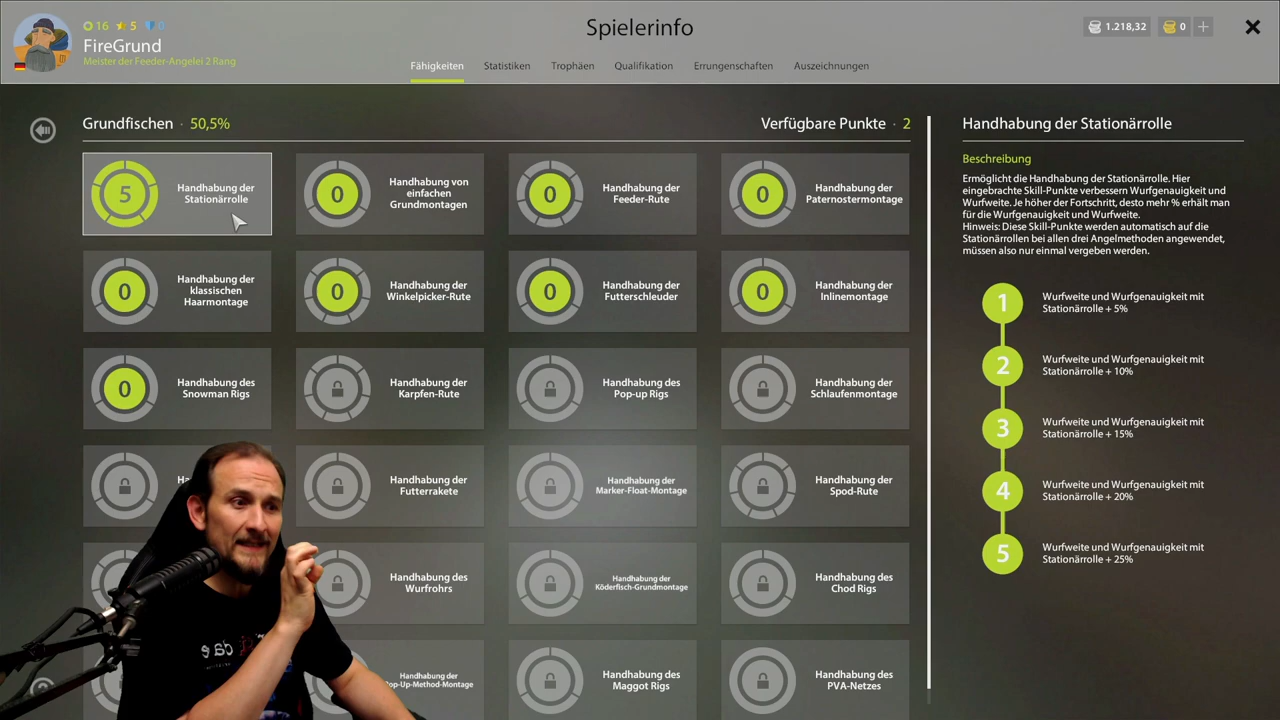 16 5 0
Spielerinfo
1.218,32
0
FireGrund
Meister der Feeder-Angelei 2 Rang
Fähigkeiten
Statistiken
Trophäen
Qualifikation
Errungenschaften
Auszeichnungen
Grundfischen · 50,5%
Verfügbare Punkte · 2
5
Handhabung der
Stationärrolle
0
Handhabung von
einfachen
Grundmontagen
0
Handhabung der
Feeder-Rute
0
Handhabung der
Paternostermontage
0
Handhabung der
klassischen
Haarmontage
0
Handhabung der
Winkelpicker-Rute
0
Handhabung der
Futterschleuder
0
Handhabung der
Inlinemontage
0
Handhabung des
Snowman Rigs
Handhabung der
Karpfen-Rute
Handhabung des
Pop-up Rigs
Handhabung der
Schlaufenmontage
Handhabung der
Futterrakete
Handhabung der
Marker-Float-Montage
Handhabung der
Spod-Rute
Handhabung des
Wurfrohrs
Handhabung der
Köderfisch-Grundmontage
Handhabung des
Chod Rigs
Handhabung der
op-Up-Method-Montage
Handhabung des
Maggot Rigs
Handhabung des
PVA-Netzes
Handhabung der Stationärrolle
Beschreibung
Ermöglicht die Handhabung der Stationärrolle. Hier
eingebrachte Skill-Punkte verbessern Wurfgenauigkeit und
Wurfweite. Je höher der Fortschritt, desto mehr % erhält man
für die Wurfgenauigkeit und Wurfweite.
Hinweis: Diese Skill-Punkte werden automatisch auf die
Stationärrollen bei allen drei Angelmethoden angewendet,
müssen also nur einmal vergeben werden.
1
Wurfweite und Wurfgenauigkeit mit
Stationärrolle + 5%
2
Wurfweite und Wurfgenauigkeit mit
Stationärrolle + 10%
3
Wurfweite und Wurfgenauigkeit mit
Stationärrolle + 15%
4
Wurfweite und Wurfgenauigkeit mit
Stationärrolle + 20%
5
Wurfweite und Wurfgenauigkeit mit
Stationärrolle + 25%